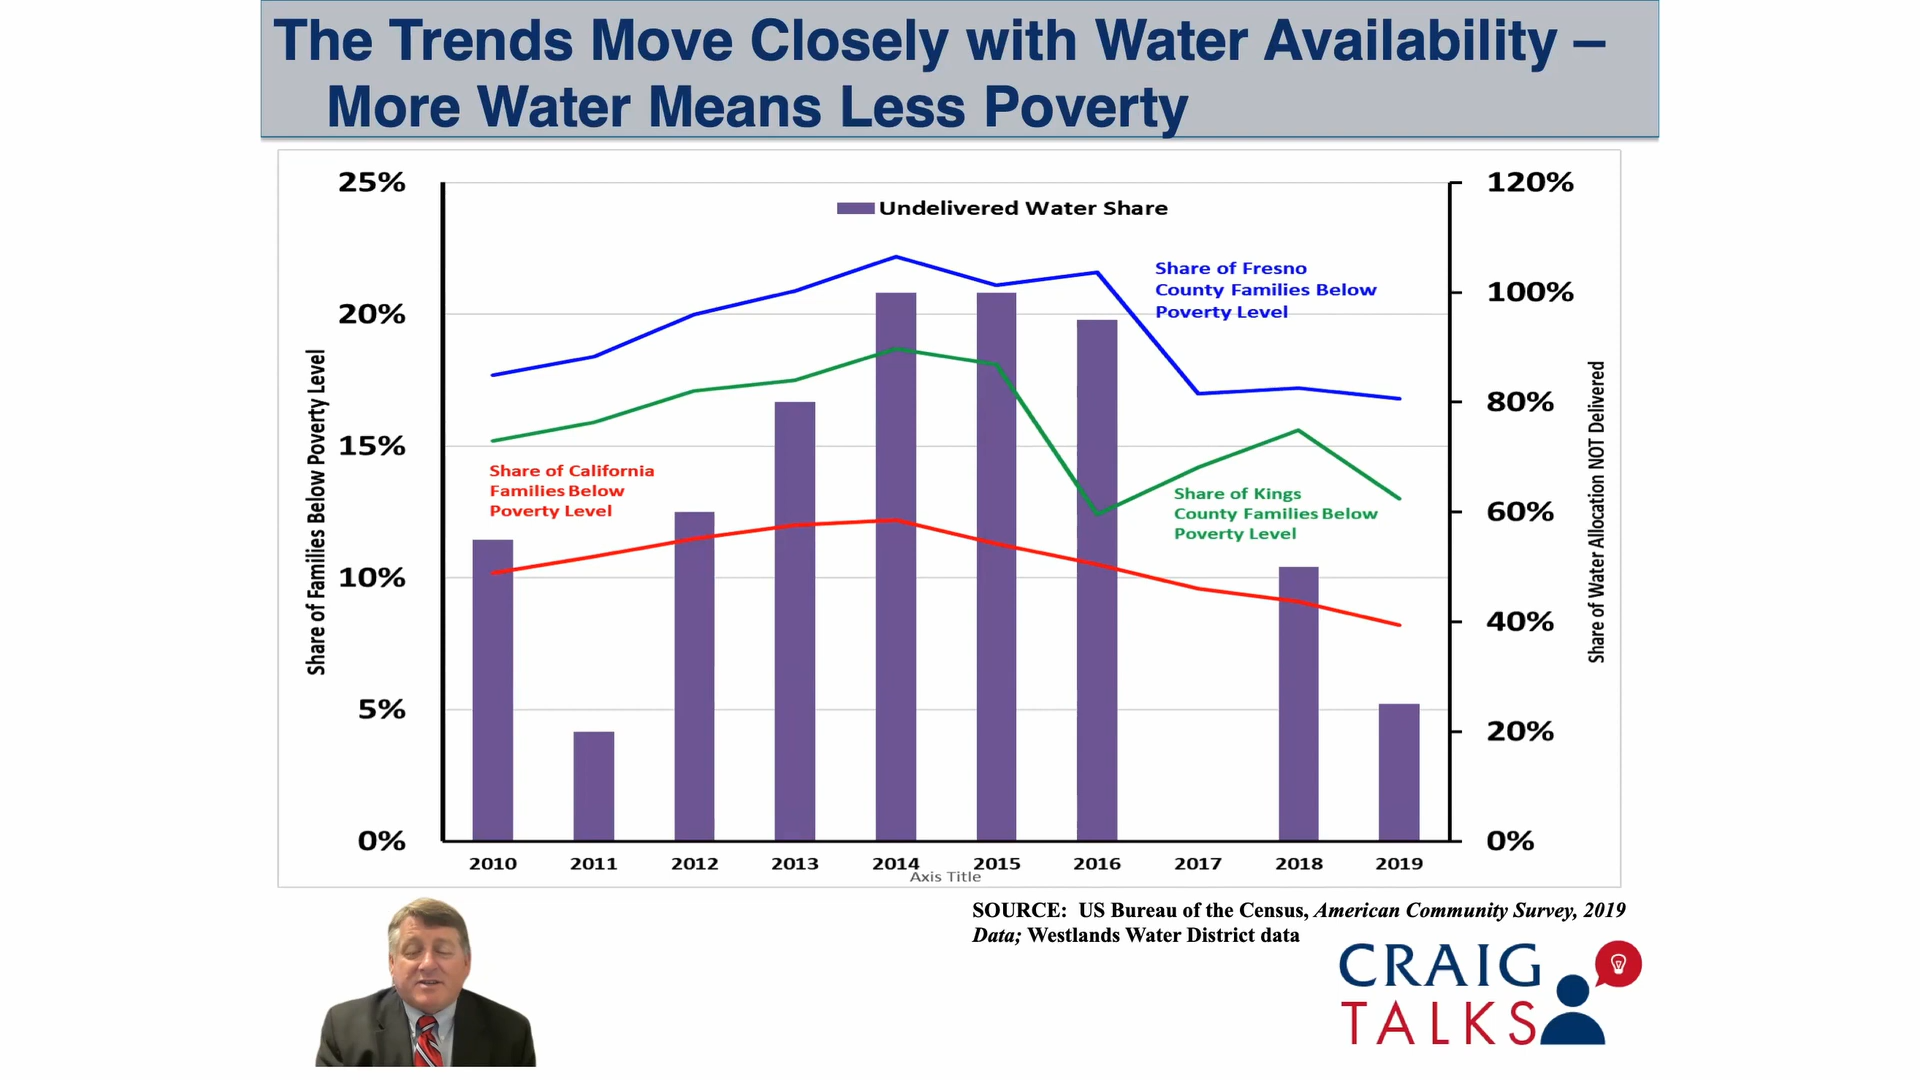 The Trends Move Closely with Water Availability –
More Water Means Less Poverty
Undelivered Water Share
Share of Families Below Poverty Level
25%
20%
15%
10%
5%
0%
Share of Fresno
County Families Below
Poverty Level
Share of California
Families Below
Poverty Level
Share of Kings
County Families Below
Poverty Level
120%
100%
80%
60%
40%
20%
0%
Share of Water Allocation NOT Delivered
2010 2011 2012 2013 2014 2015 2016 2017 2018 2019
Axis Title
SOURCE: US Bureau of the Census, American Community Survey, 2019
Data; Westlands Water District data
CRAIG
TALKS